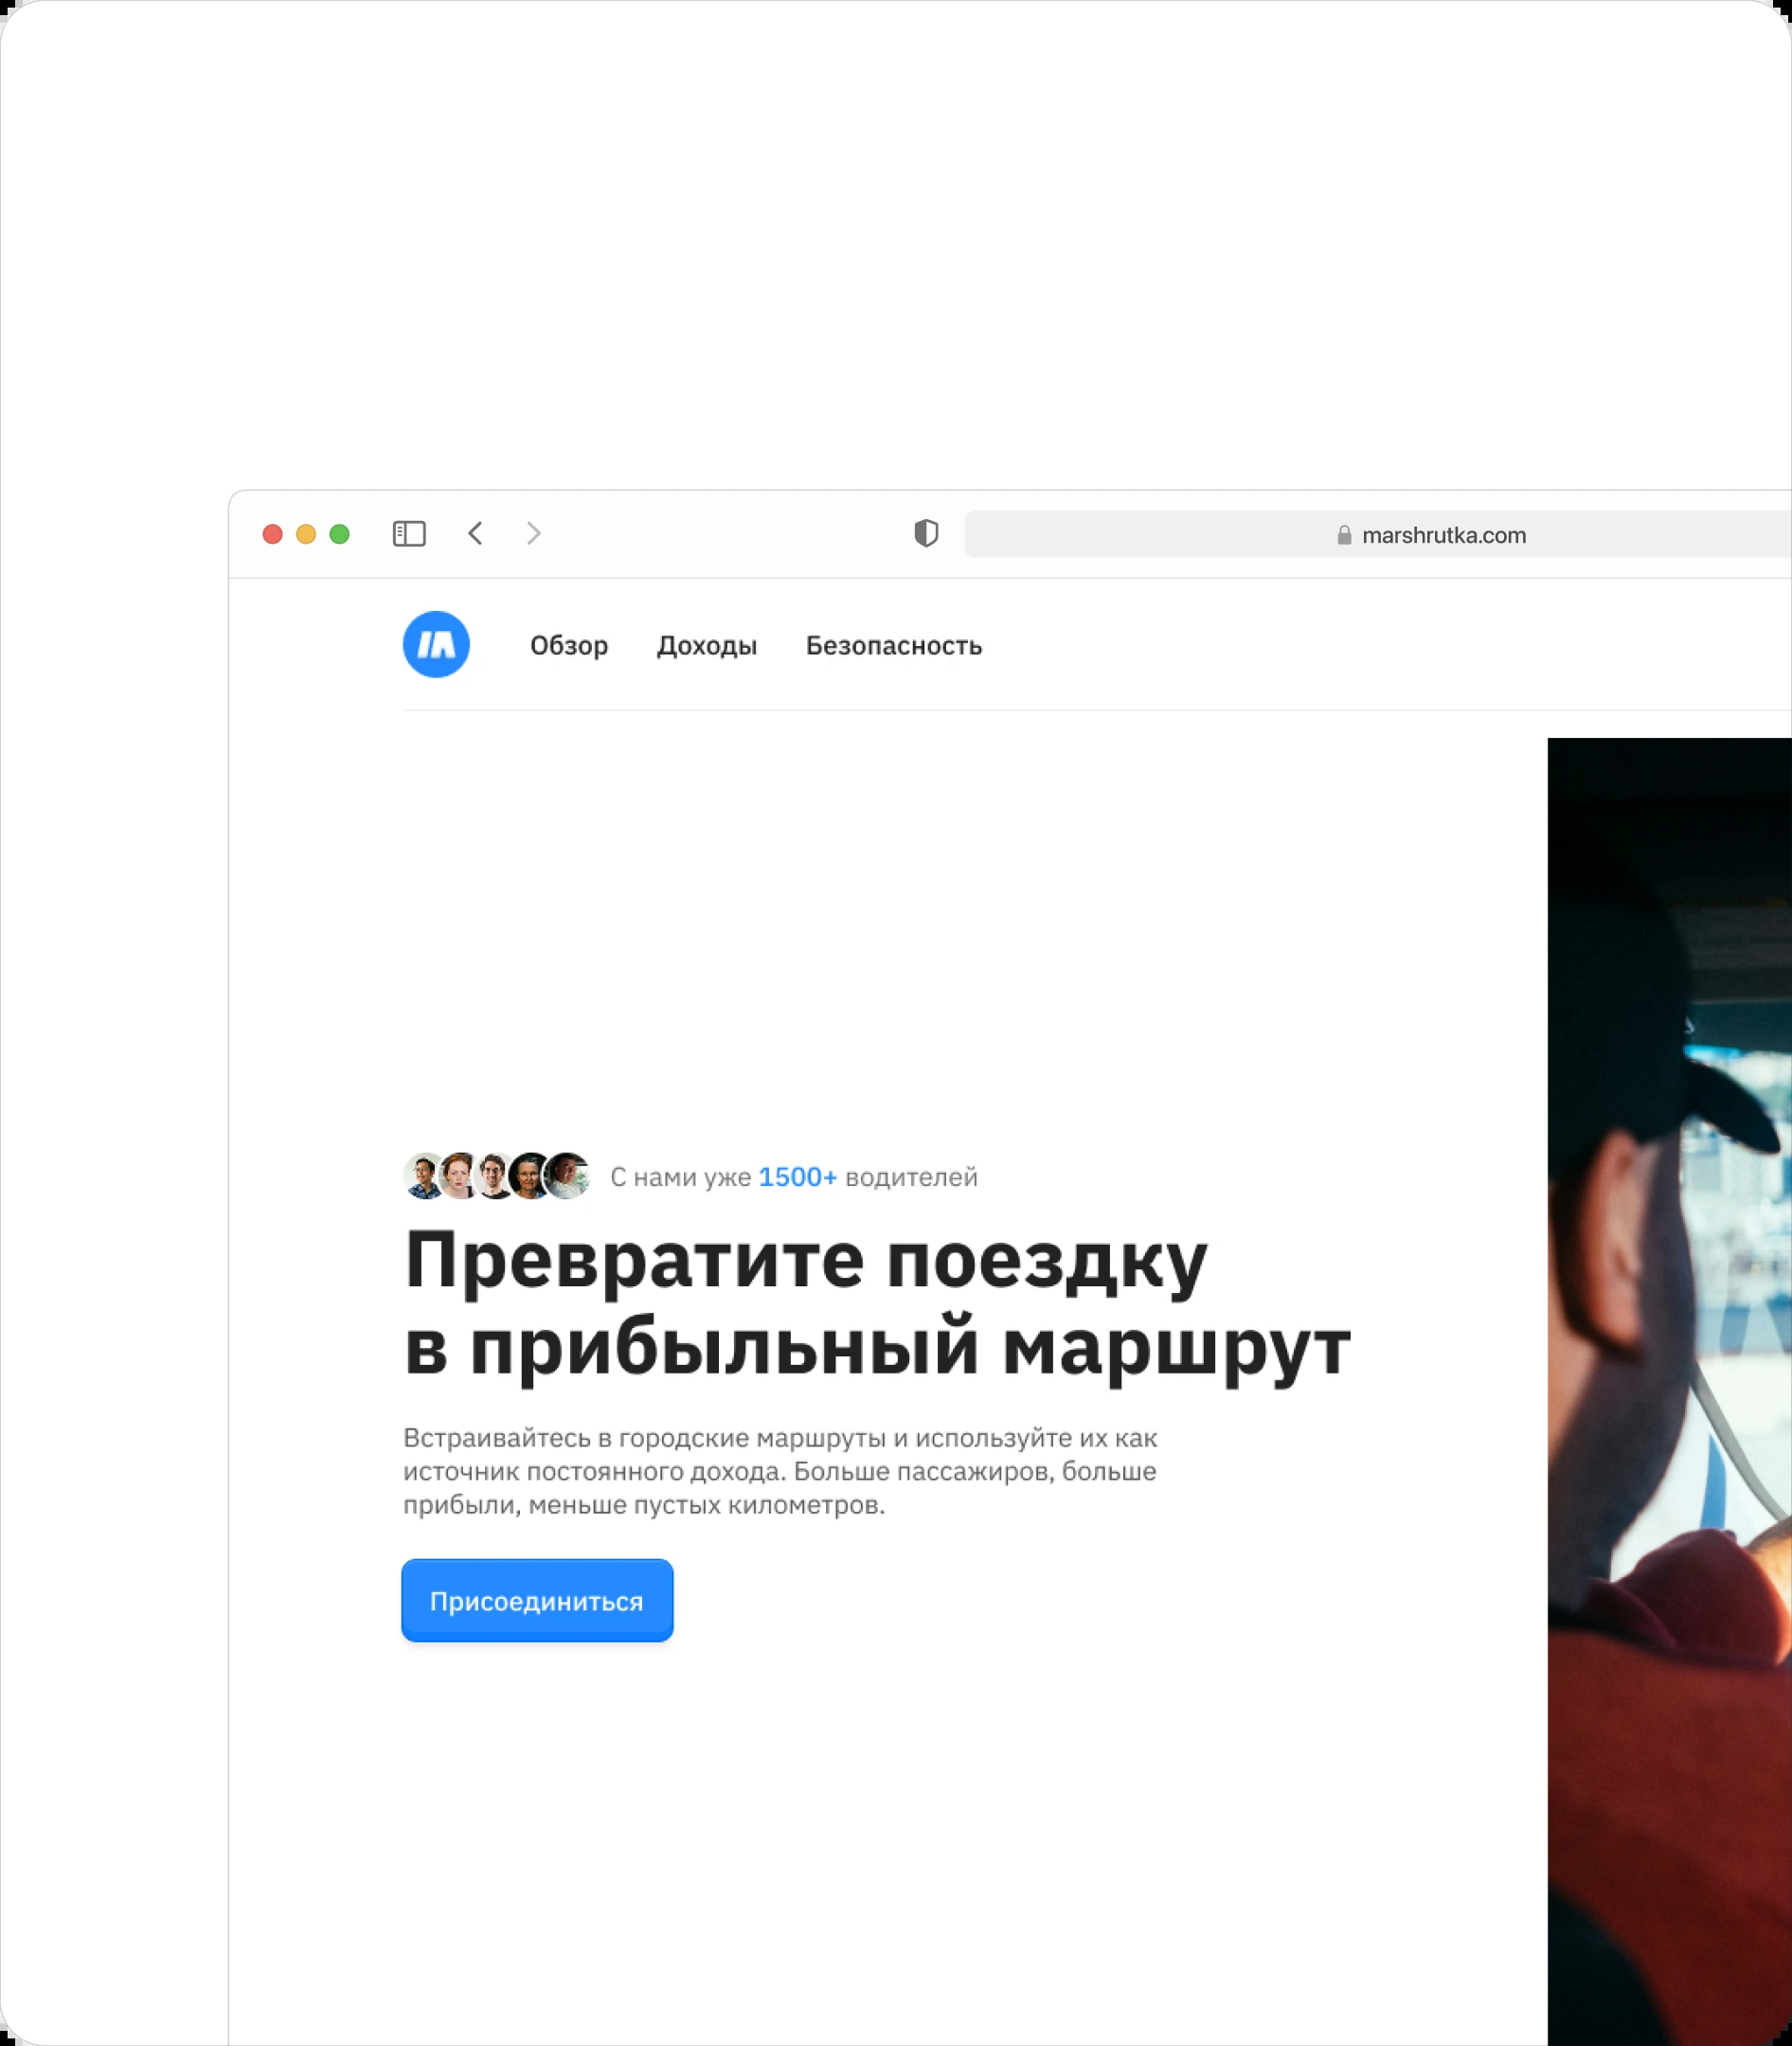 marshrutka.com
Обзор Доходы Безопасность
С нами уже 1500+ водителей
Превратите поездку
в прибыльный маршрут
Встраивайтесь в городские маршруты и используйте их как
источник постоянного дохода. Больше пассажиров, больше
прибыли, меньше пустых километров.
Присоединиться